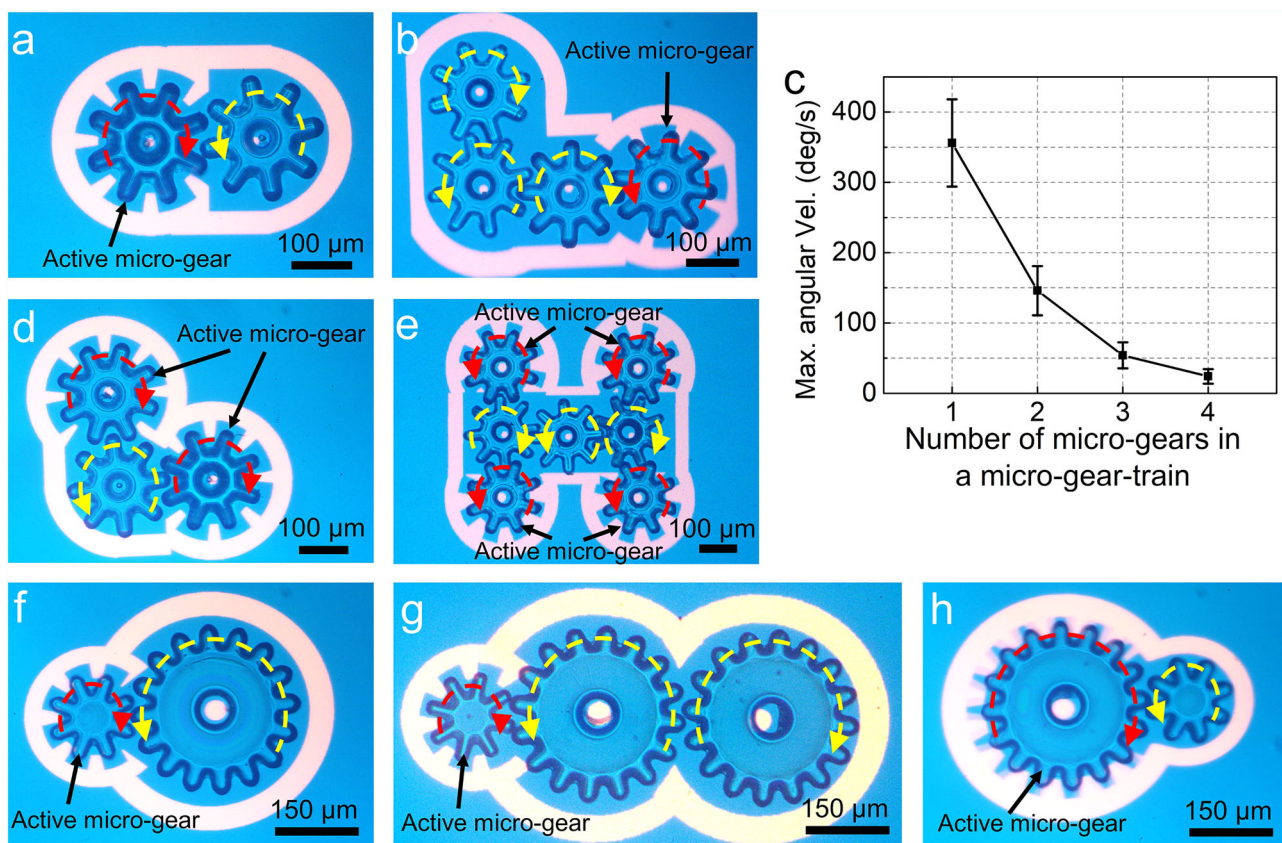 a
Active micro-gear
100 μm
b
Active micro-gear
100 μm
c
Max. angular Vel. (deg/s)
400
300
200
100
0
1 2 3 4
Number of micro-gears in
a micro-gear-train
d
Active micro-gear
100 μm
e
Active micro-gear
Active micro-gear
100 μm
f
Active micro-gear
150 μm
g
Active micro-gear
150 μm
h
Active micro-gear
150 μm